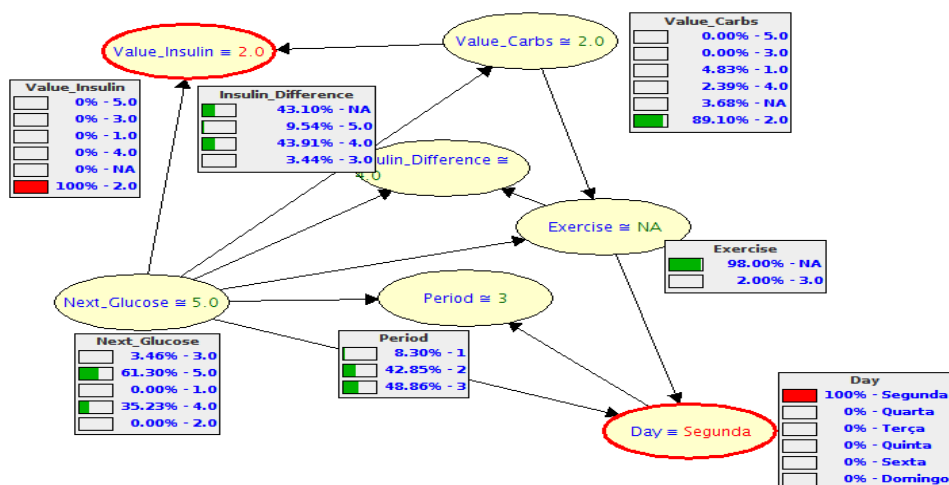 Value_Insulin ≅ 2.0
Value_Carbs ≅ 2.0
Value_Carbs
0.00% - 5.0
0.00% - 3.0
4.83% - 1.0
2.39% - 4.0
3.68% - NA
89.10% - 2.0
Value_Insulin
0% - 5.0
0% - 3.0
0% - 1.0
0% - 4.0
0% - NA
100% - 2.0
Insulin_Difference
43.10% - NA
9.54% - 5.0
43.91% - 4.0
3.44% - 3.0
ulin_Difference ≅
4.0
Exercise ≅ NA
Exercise
98.00% - NA
2.00% - 3.0
Next_Glucose ≅ 5.0
Period ≅ 3
Next_Glucose
3.46% - 3.0
61.30% - 5.0
0.00% - 1.0
35.23% - 4.0
0.00% - 2.0
Period
8.30% - 1
42.85% - 2
48.86% - 3
Day ≅ Segunda
Day
100% - Segunda
0% - Quarta
0% - Terça
0% - Quinta
0% - Sexta
0% - Domingo